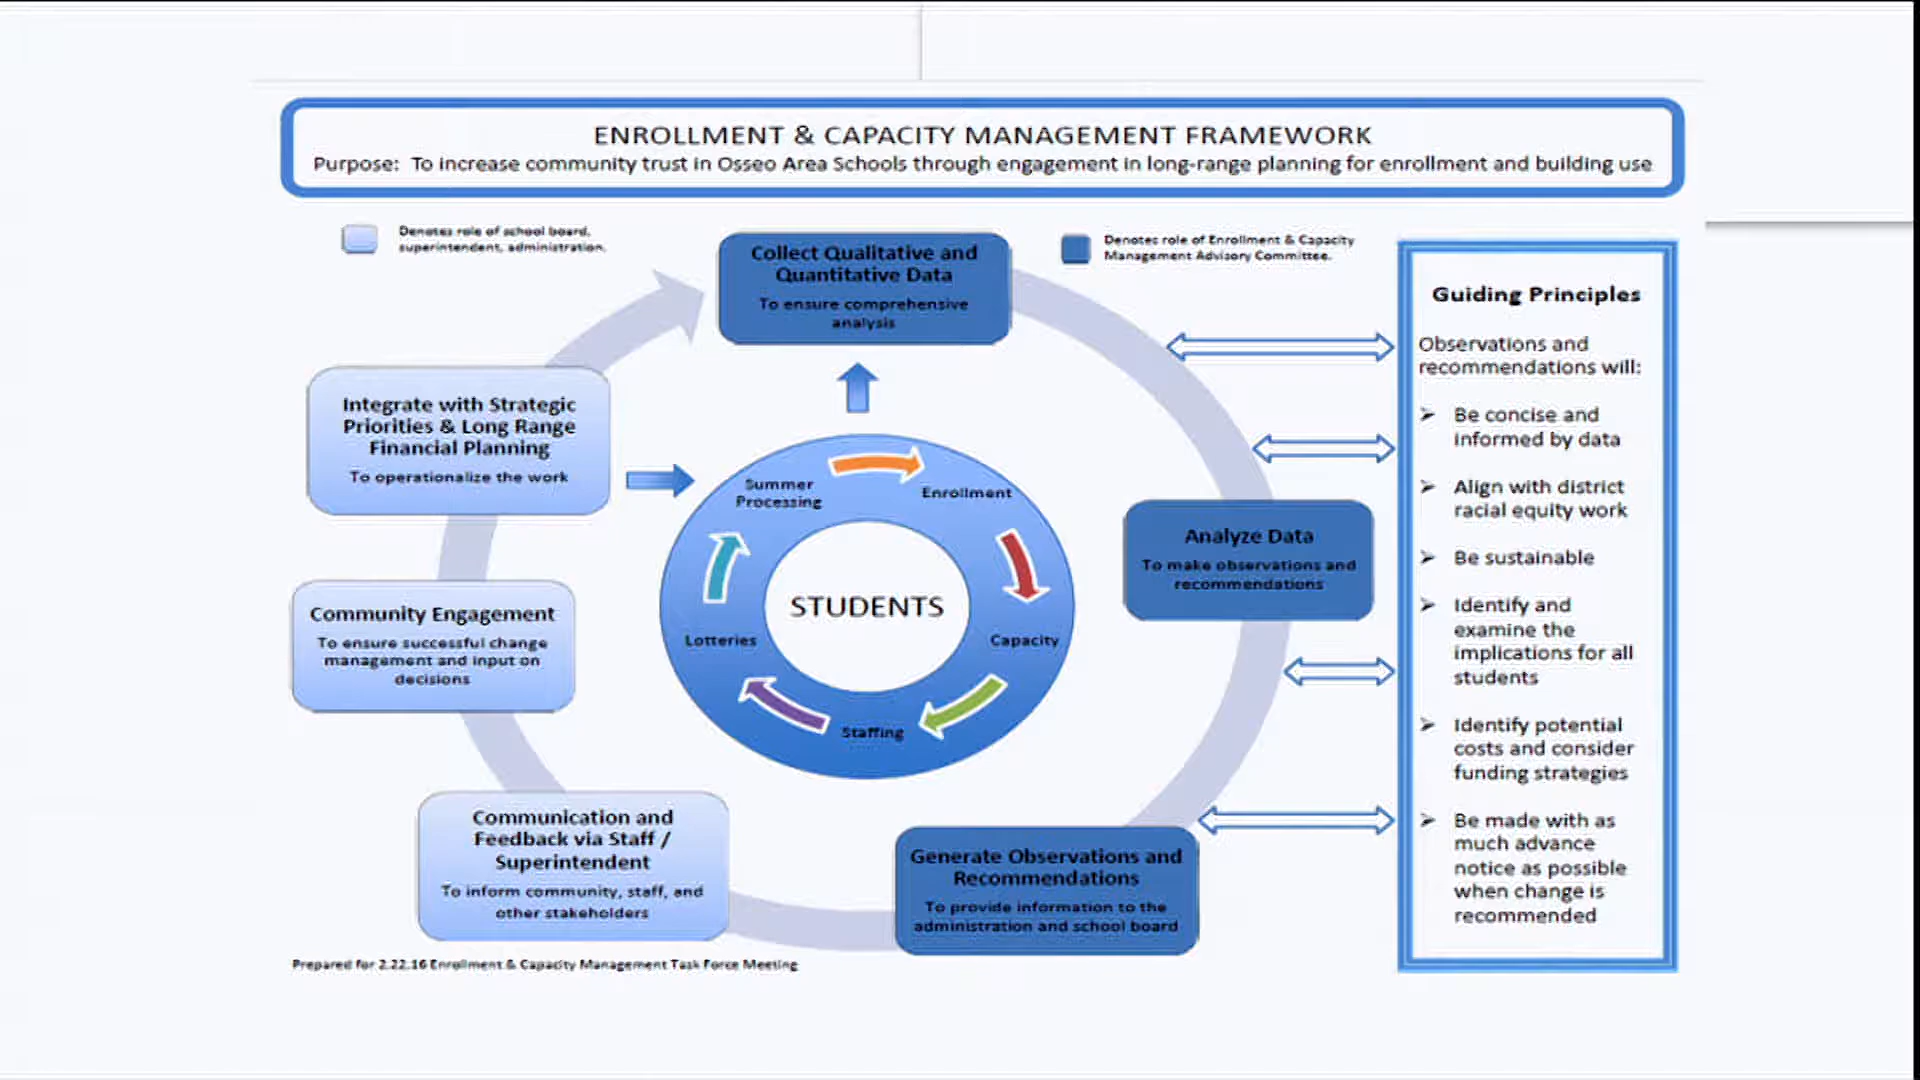 ENROLLMENT & CAPACITY MANAGEMENT FRAMEWORK
Purpose: To increase community trust in Osseo Area Schools through engagement in long-range planning for enrollment and building use
Denotes role of school board,
superintendent, administration.
Denotes role of Enrollment & Capacity
Management Advisory Committee.
Collect Qualitative and
Quantitative Data
To ensure comprehensive
analysis
Analyze Data
To make observations and
recommendations
Generate Observations and
Recommendations
To provide information to the
administration and school board
Communication and
Feedback via Staff /
Superintendent
To inform community, staff, and
other stakeholders
Community Engagement
To ensure successful change
management and input on
decisions
Integrate with Strategic
Priorities & Long Range
Financial Planning
To operationalize the work
Summer
Processing
Enrollment
Capacity
Staffing
Lotteries
STUDENTS
Guiding Principles
Observations and
recommendations will:
➢ Be concise and
informed by data
➢ Align with district
racial equity work
➢ Be sustainable
➢ Identify and
examine the
implications for all
students
➢ Identify potential
costs and consider
funding strategies
➢ Be made with as
much advance
notice as possible
when change is
recommended
Prepared for 2.22.16 Enrollment & Capacity Management Task Force Meeting